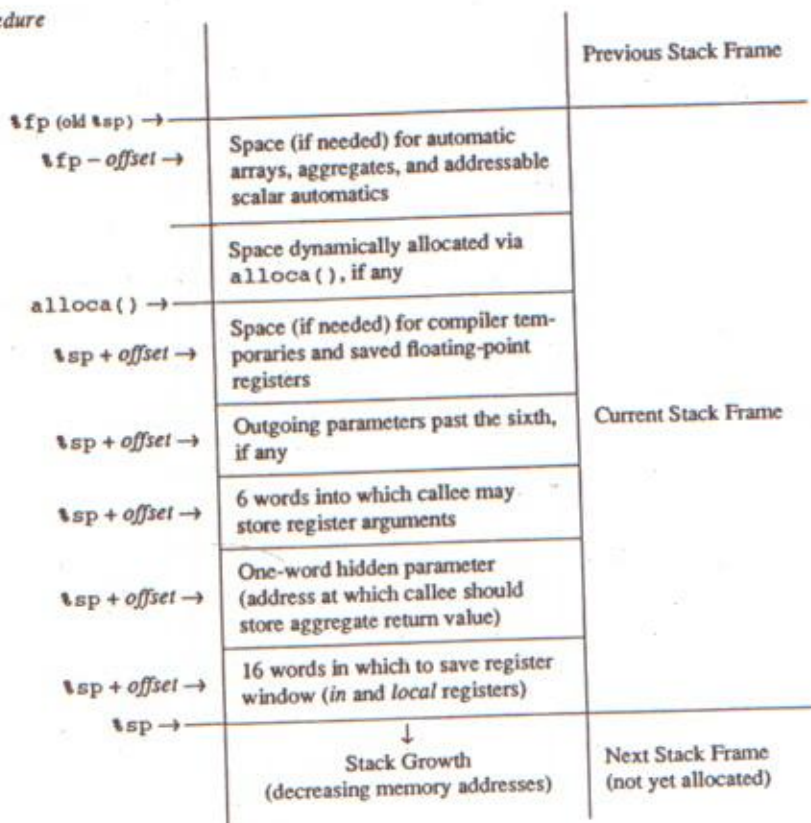 edure
Previous Stack Frame
%fp (old %sp) →
%fp – offset →
Space (if needed) for automatic
arrays, aggregates, and addressable
scalar automatics
Space dynamically allocated via
alloca(), if any
alloca() →
Space (if needed) for compiler tem-
poraries and saved floating-point
registers
%sp + offset →
Outgoing parameters past the sixth,
if any
%sp + offset →
Current Stack Frame
6 words into which callee may
store register arguments
%sp + offset →
One-word hidden parameter
(address at which callee should
store aggregate return value)
%sp + offset →
16 words in which to save register
window (in and local registers)
%sp + offset →
%sp →
↓
Stack Growth
(decreasing memory addresses)
Next Stack Frame
(not yet allocated)